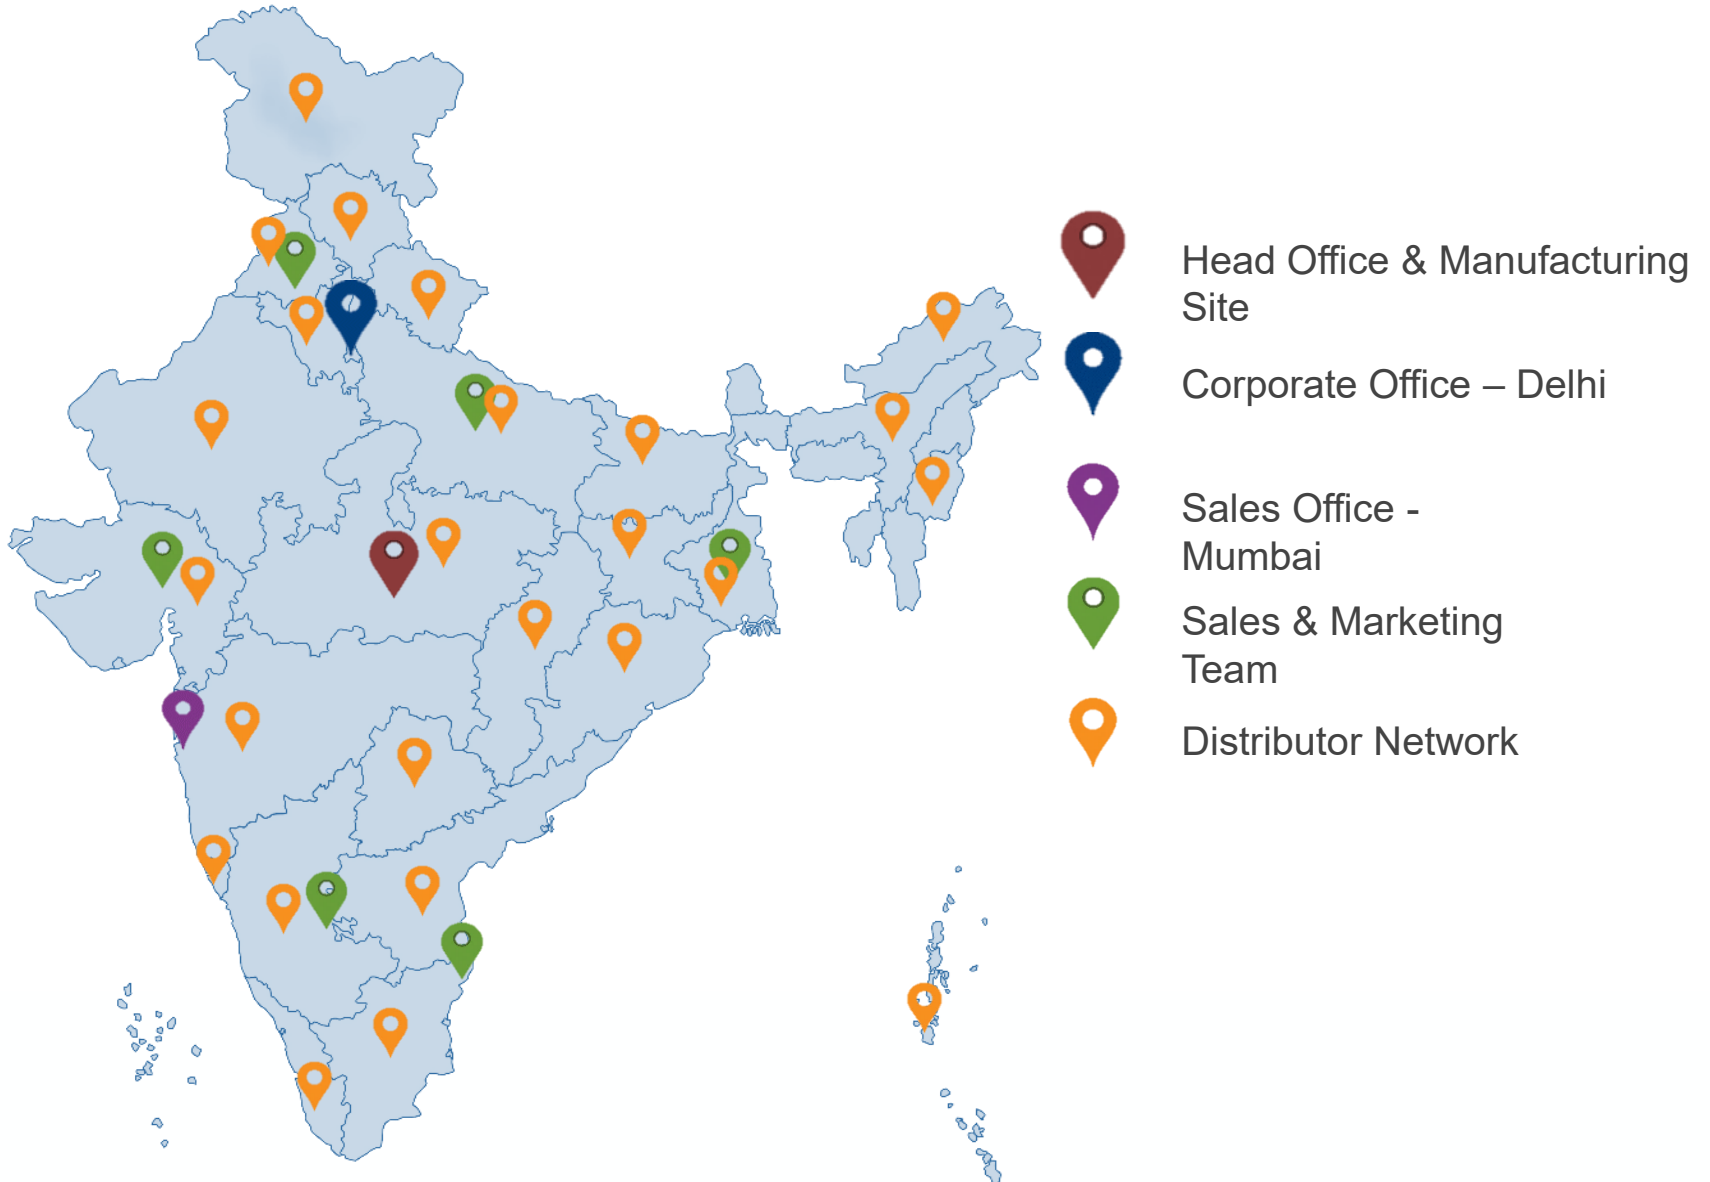 Head Office & Manufacturing
Site
Corporate Office – Delhi
Sales Office -
Mumbai
Sales & Marketing
Team
Distributor Network